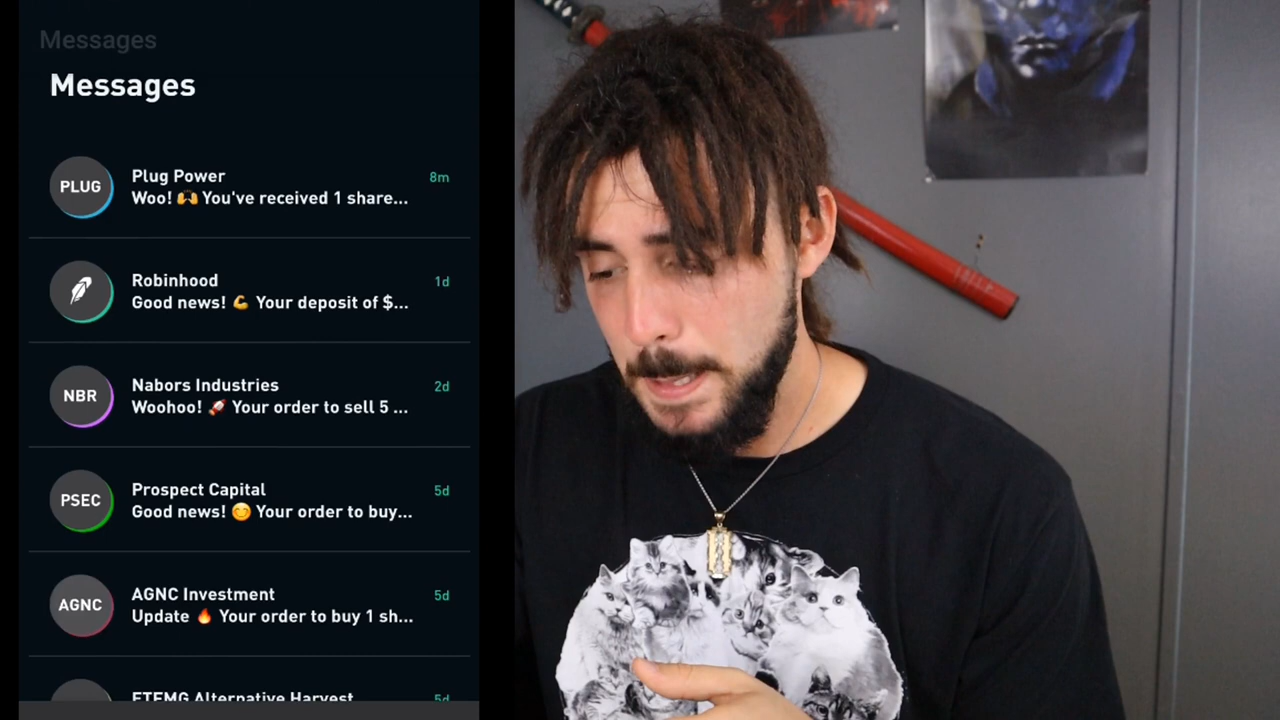 Messages
Messages
PLUG
Plug Power
8m
Woo! 🙌 You've received 1 share...
Robinhood
1d
Good news! 💪 Your deposit of $...
NBR
Nabors Industries
2d
Woohoo! 🚀 Your order to sell 5 ...
PSEC
Prospect Capital
5d
Good news! 😊 Your order to buy...
AGNC
AGNC Investment
5d
Update 🔥 Your order to buy 1 sh...
ETFMG Alternative Harvest
5d